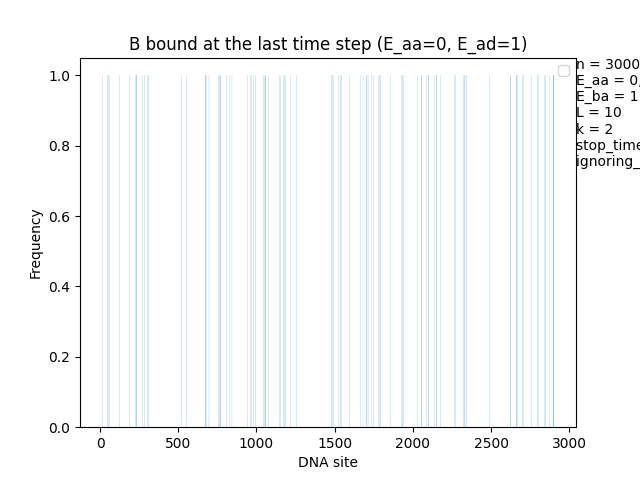 B bound at the last time step (E_aa=0, E_ad=1)
n = 3000
E_aa = 0,
E_ba = 1
L = 10
k = 2
stop_time
ignoring_
1.0
0.8
0.6
0.4
0.2
0.0
Frequency
0 500 1000 1500 2000 2500 3000
DNA site